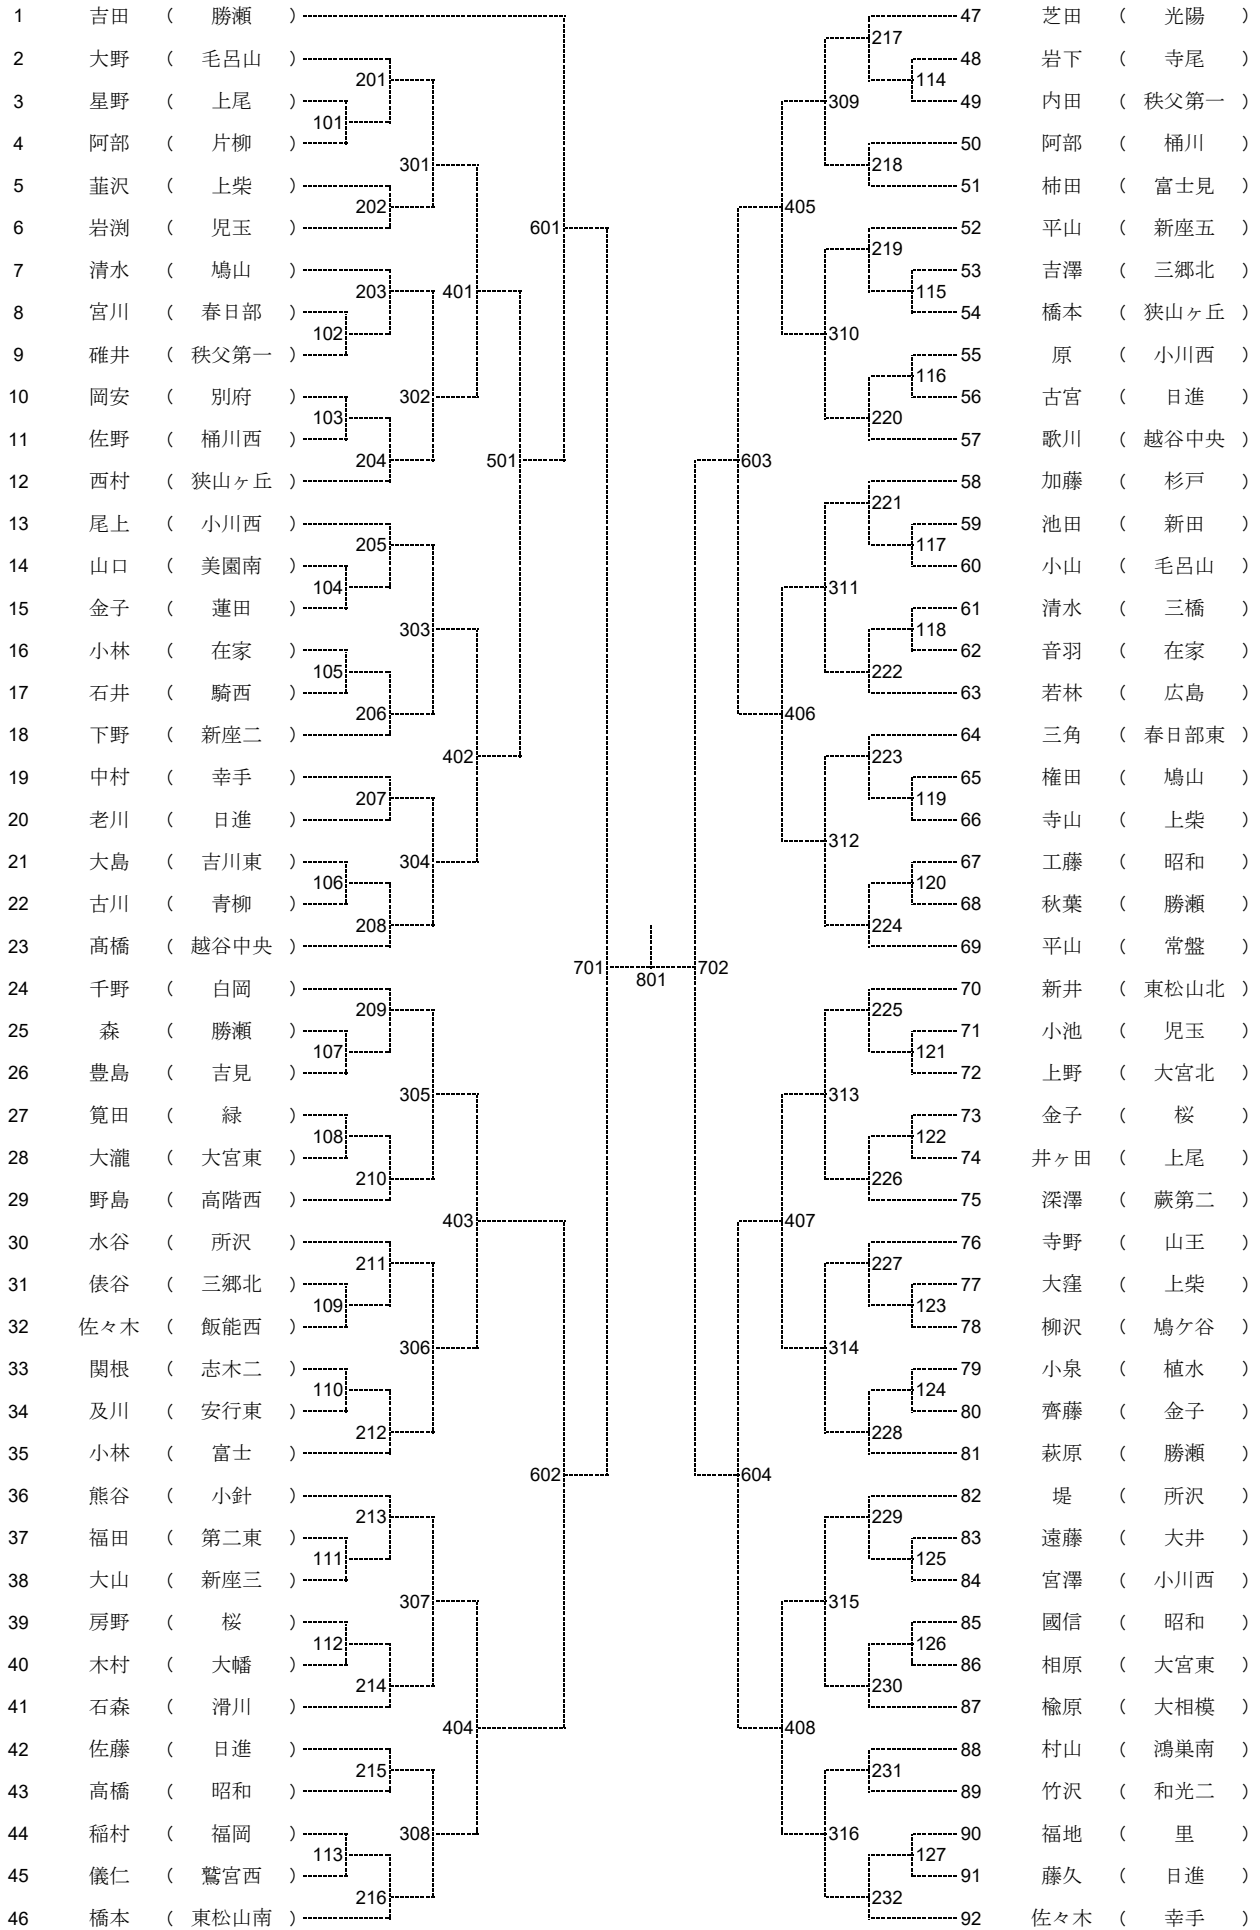 1 吉田 ( 勝瀬 )
2 大野 ( 毛呂山 )
3 星野 ( 上尾 )
4 阿部 ( 片柳 )
5 韮沢 ( 上柴 )
6 岩渕 ( 児玉 )
7 清水 ( 鳩山 )
8 宮川 ( 春日部 )
9 碓井 ( 秩父第一 )
10 岡安 ( 別府 )
11 佐野 ( 桶川西 )
12 西村 ( 狭山ヶ丘 )
13 尾上 ( 小川西 )
14 山口 ( 美園南 )
15 金子 ( 蓮田 )
16 小林 ( 在家 )
17 石井 ( 騎西 )
18 下野 ( 新座二 )
19 中村 ( 幸手 )
20 老川 ( 日進 )
21 大島 ( 吉川東 )
22 古川 ( 青柳 )
23 髙橋 ( 越谷中央 )
24 千野 ( 白岡 )
25 森 ( 勝瀬 )
26 豊島 ( 吉見 )
27 筧田 ( 緑 )
28 大瀧 ( 大宮東 )
29 野島 ( 高階西 )
30 水谷 ( 所沢 )
31 俵谷 ( 三郷北 )
32 佐々木 ( 飯能西 )
33 関根 ( 志木二 )
34 及川 ( 安行東 )
35 小林 ( 富士 )
36 熊谷 ( 小針 )
37 福田 ( 第二東 )
38 大山 ( 新座三 )
39 房野 ( 桜 )
40 木村 ( 大幡 )
41 石森 ( 滑川 )
42 佐藤 ( 日進 )
43 高橋 ( 昭和 )
44 稲村 ( 福岡 )
45 儀仁 ( 鷲宮西 )
46 橋本 ( 東松山南 )
101
102
103
104
105
106
107
108
109
110
111
112
113
201
202
203
204
205
206
207
208
209
210
211
212
213
214
215
216
301
302
303
304
305
306
307
308
401
402
403
404
501
601
602
701
801
702
603
604
405
406
407
408
309
310
311
312
313
314
315
316
217
218
219
220
221
222
223
224
225
226
227
228
229
230
231
232
114
115
116
117
118
119
120
121
122
123
124
125
126
127
47 芝田 ( 光陽 )
48 岩下 ( 寺尾 )
49 内田 ( 秩父第一 )
50 阿部 ( 桶川 )
51 柿田 ( 富士見 )
52 平山 ( 新座五 )
53 吉澤 ( 三郷北 )
54 橋本 ( 狭山ヶ丘 )
55 原 ( 小川西 )
56 古宮 ( 日進 )
57 歌川 ( 越谷中央 )
58 加藤 ( 杉戸 )
59 池田 ( 新田 )
60 小山 ( 毛呂山 )
61 清水 ( 三橋 )
62 音羽 ( 在家 )
63 若林 ( 広島 )
64 三角 ( 春日部東 )
65 権田 ( 鳩山 )
66 寺山 ( 上柴 )
67 工藤 ( 昭和 )
68 秋葉 ( 勝瀬 )
69 平山 ( 常盤 )
70 新井 ( 東松山北 )
71 小池 ( 児玉 )
72 上野 ( 大宮北 )
73 金子 ( 桜 )
74 井ヶ田 ( 上尾 )
75 深澤 ( 蕨第二 )
76 寺野 ( 山王 )
77 大窪 ( 上柴 )
78 柳沢 ( 鳩ケ谷 )
79 小泉 ( 植水 )
80 齊藤 ( 金子 )
81 萩原 ( 勝瀬 )
82 堤 ( 所沢 )
83 遠藤 ( 大井 )
84 宮澤 ( 小川西 )
85 國信 ( 昭和 )
86 相原 ( 大宮東 )
87 楡原 ( 大相模 )
88 村山 ( 鴻巣南 )
89 竹沢 ( 和光二 )
90 福地 ( 里 )
91 藤久 ( 日進 )
92 佐々木 ( 幸手 )